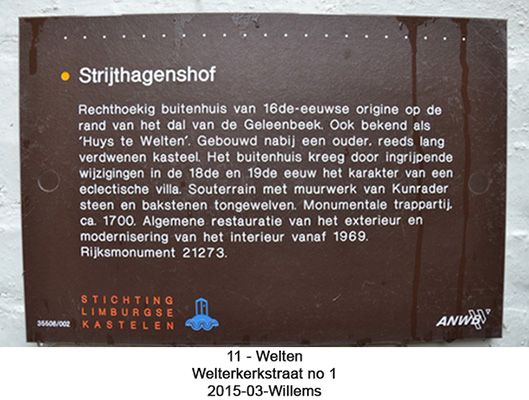 Strijthagenshof
Rechthoekig buitenhuis van 16de-eeuwse origine op de
rand van het dal van de Geleenbeek. Ook bekend als
'Huys te Welten'. Gebouwd nabij een ouder, reeds lang
verdwenen kasteel. Het buitenhuis kreeg door ingrijpende
wijzigingen in de 18de en 19de eeuw het karakter van een
eclectische villa. Souterrain met muurwerk van Kunrader
steen en bakstenen tongewelven. Monumentale trappartij,
ca. 1700. Algemene restauratie van het exterieur en
modernisering van het interieur vanaf 1969.
Rijksmonument 21273.
STICHTING
LIMBURGSE
KASTELEN
35508/002
ANWB
11 - Welten
Welterkerkstraat no 1
2015-03-Willems